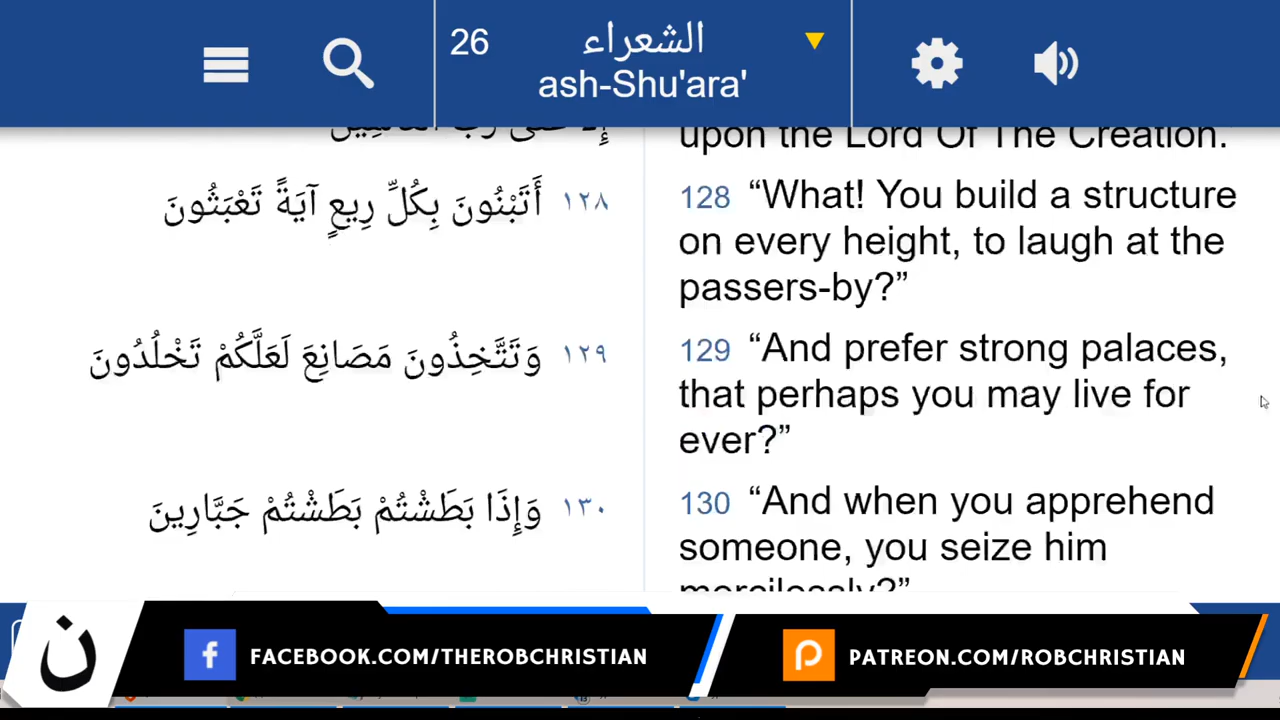 26
الشعراء
ash-Shu'ara'
upon the Lord Of The Creation.
١٢٨ أَتَبْنُونَ بِكُلِّ رِيعٍ آيَةً تَعْبَثُونَ
128 “What! You build a structure
on every height, to laugh at the
passers-by?”
١٢٩ وَتَتَّخِذُونَ مَصَانِعَ لَعَلَّكُمْ تَخْلُدُونَ
129 “And prefer strong palaces,
that perhaps you may live for
ever?”
١٣٠ وَإِذَا بَطَشْتُمْ بَطَشْتُمْ جَبَّارِينَ
130 “And when you apprehend
someone, you seize him
mercilessly?”
ن
f
FACEBOOK.COM/THEROBCHRISTIAN
PATREON.COM/ROBCHRISTIAN